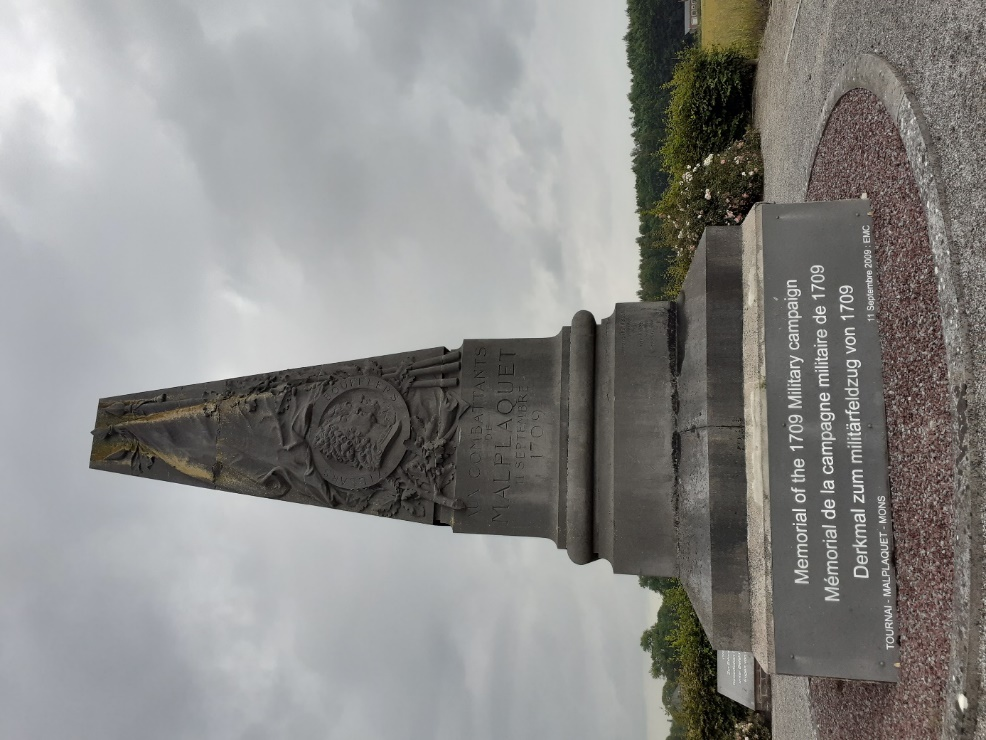 AUX COMBATTANTS
DE
MALPLAQUET
11 SEPTEMBRE
1709
Memorial of the 1709 Military campaign
Mémorial de la campagne militaire de 1709
Derkmal zum militärfeldzug von 1709
TOURNAI - MALPLAQUET - MONS
11 Septembre 2009 : EMC